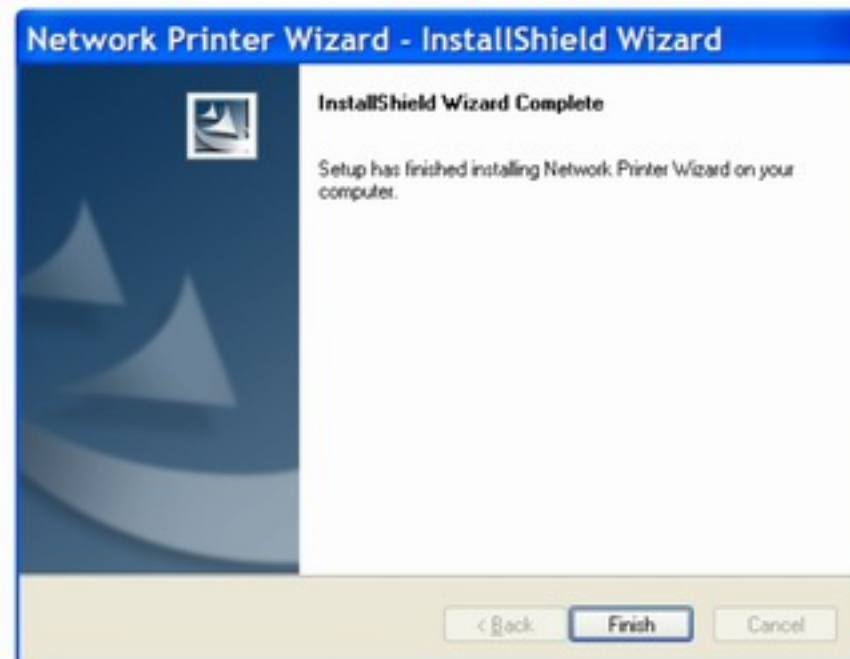 Network Printer Wizard - InstallShield Wizard
InstallShield Wizard Complete
Setup has finished installing Network Printer Wizard on your
computer.
< Back Finish Cancel